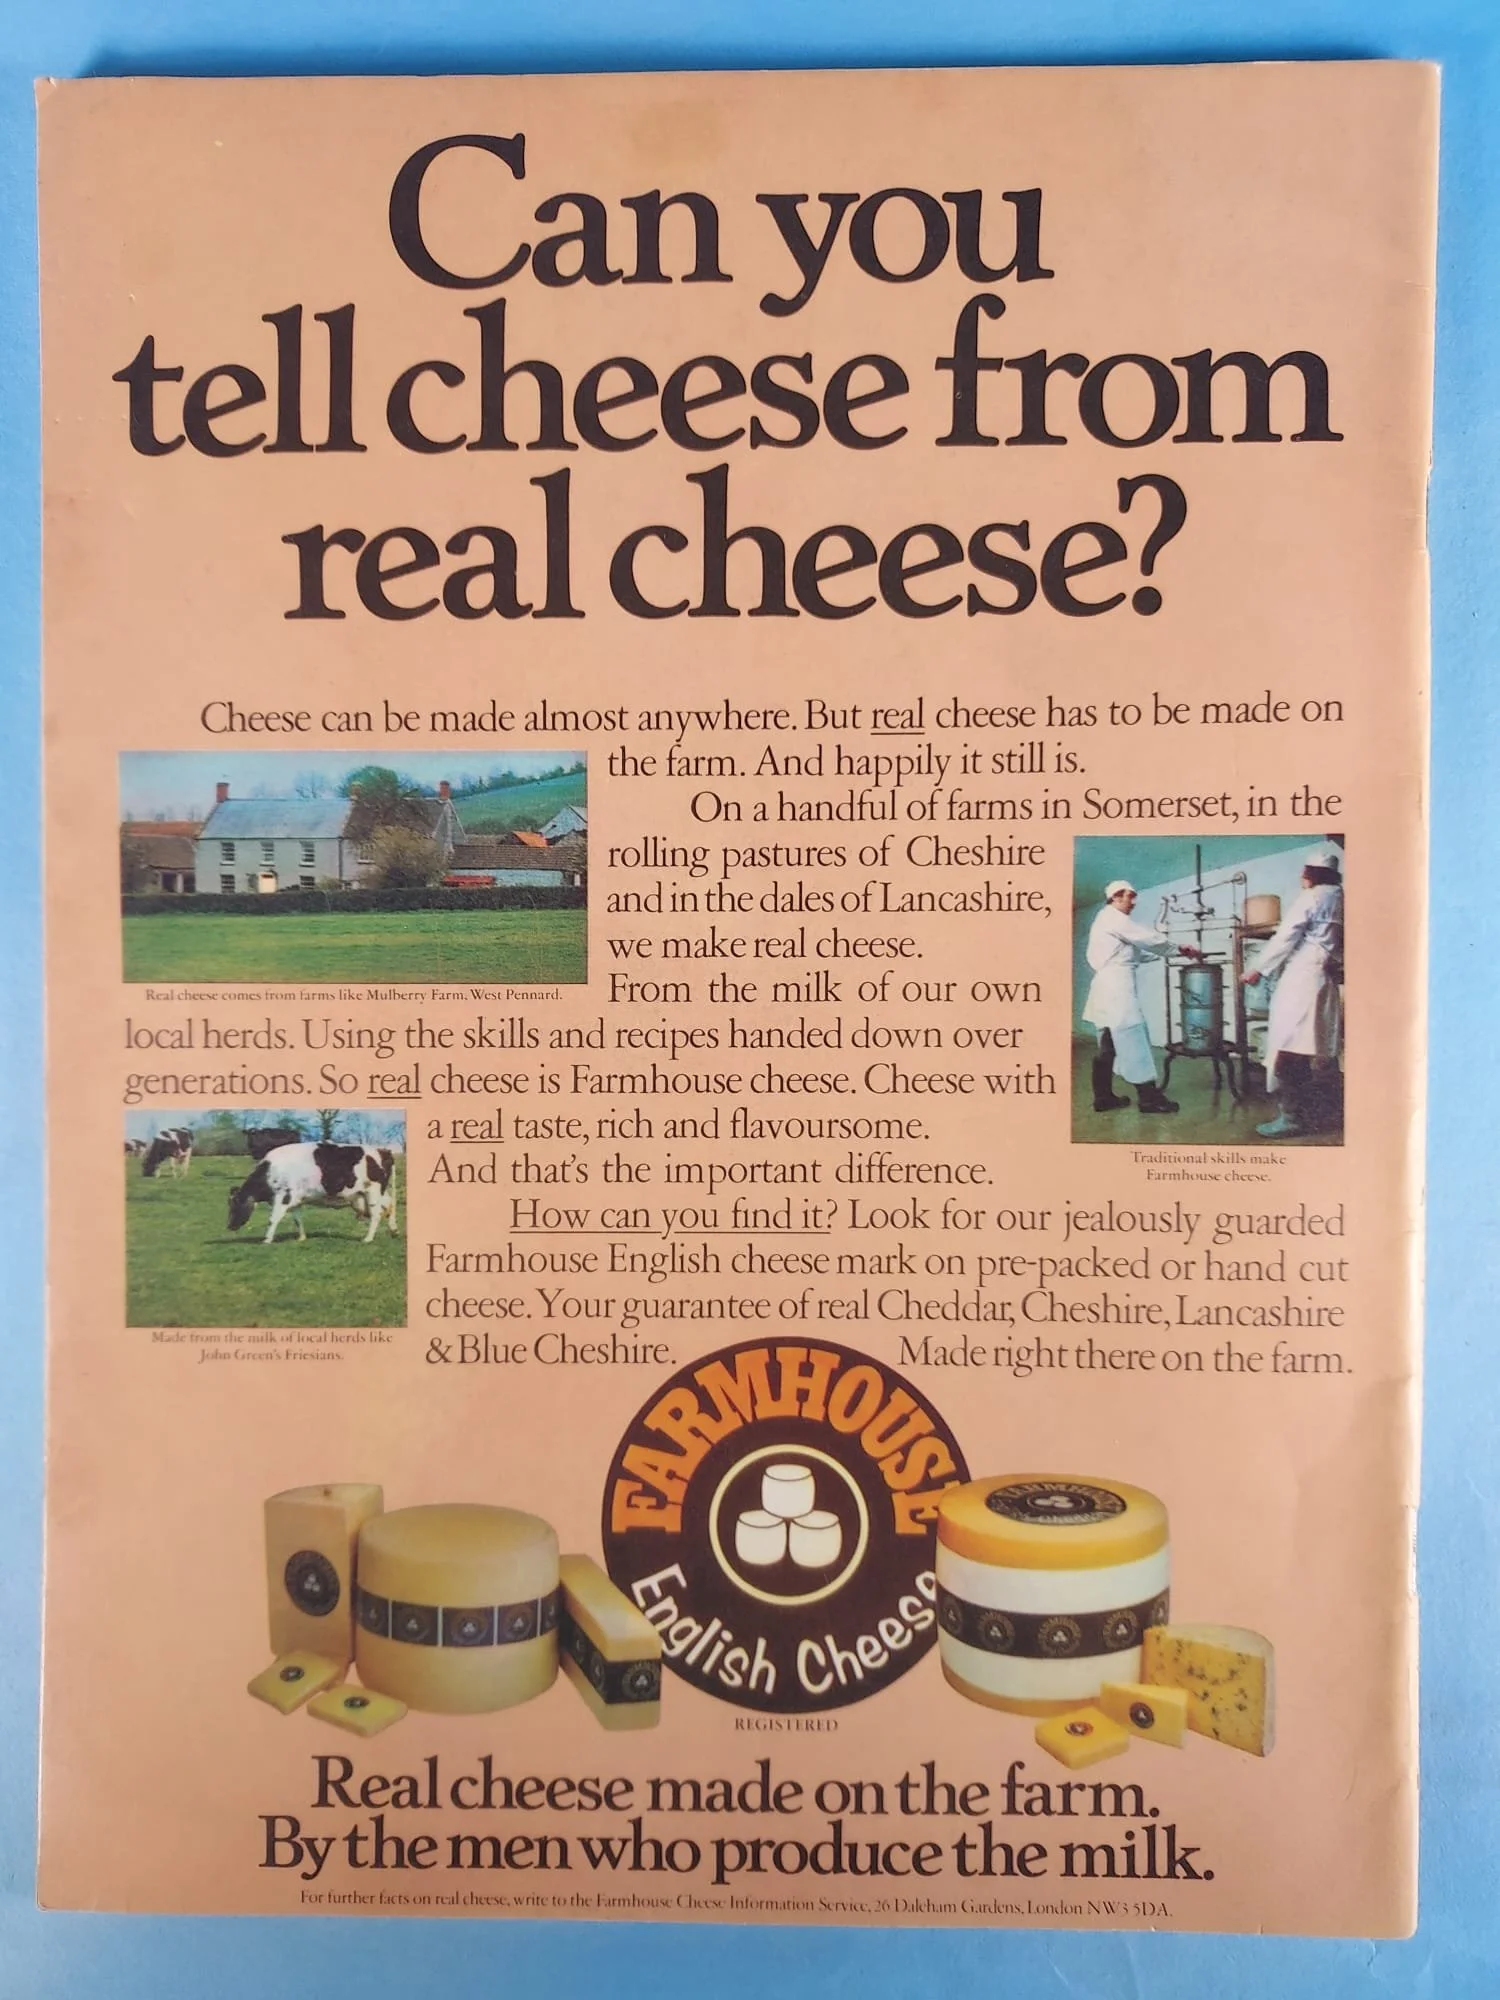 Can you
tell cheese from
real cheese?
Cheese can be made almost anywhere. But real cheese has to be made on
the farm. And happily it still is.
On a handful of farms in Somerset, in the
rolling pastures of Cheshire
and in the dales of Lancashire,
we make real cheese.
From the milk of our own
local herds. Using the skills and recipes handed down over
generations. So real cheese is Farmhouse cheese. Cheese with
a real taste, rich and flavoursome.
And that's the important difference.
How can you find it? Look for our jealously guarded
Farmhouse English cheese mark on pre-packed or hand cut
cheese. Your guarantee of real Cheddar, Cheshire, Lancashire
& Blue Cheshire. Made right there on the farm.
Real cheese comes from farms like Mulberry Farm, West Pennard.
Traditional skills make
Farmhouse cheese.
Made from the milk of local herds like
John Green's Friesians.
FARMHOUSE
English Cheese
REGISTERED
Real cheese made on the farm.
By the men who produce the milk.
For further facts on real cheese, write to the Farmhouse Cheese Information Service, 26 Daleham Gardens, London NW3 5DA.